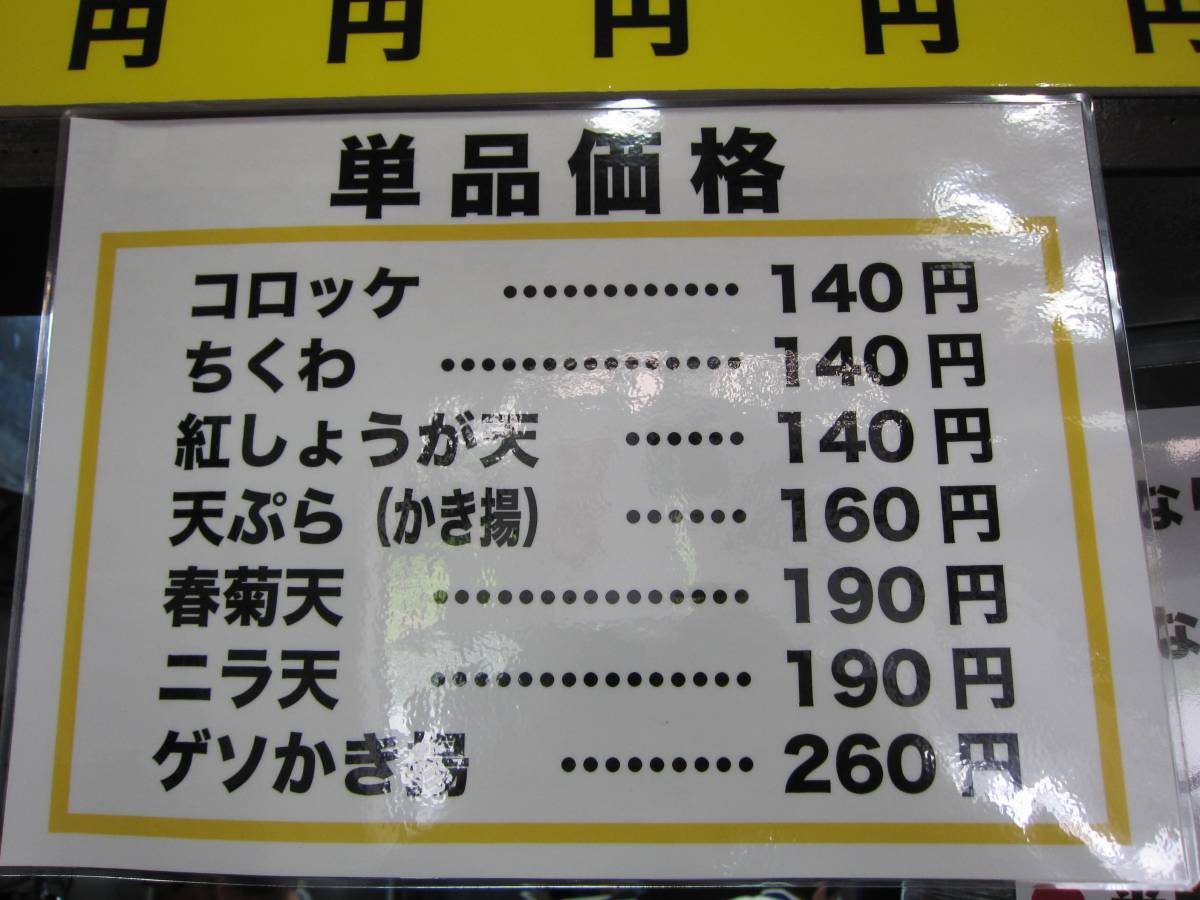 円 円 円 円 円
単品価格
コロッケ ………… 140円
ちくわ …………… 140円
紅しょうが天 …… 140円
天ぷら（かき揚） …… 160円
春菊天 …………… 190円
ニラ天 …………… 190円
ゲソかき揚 ……… 260円
な
な